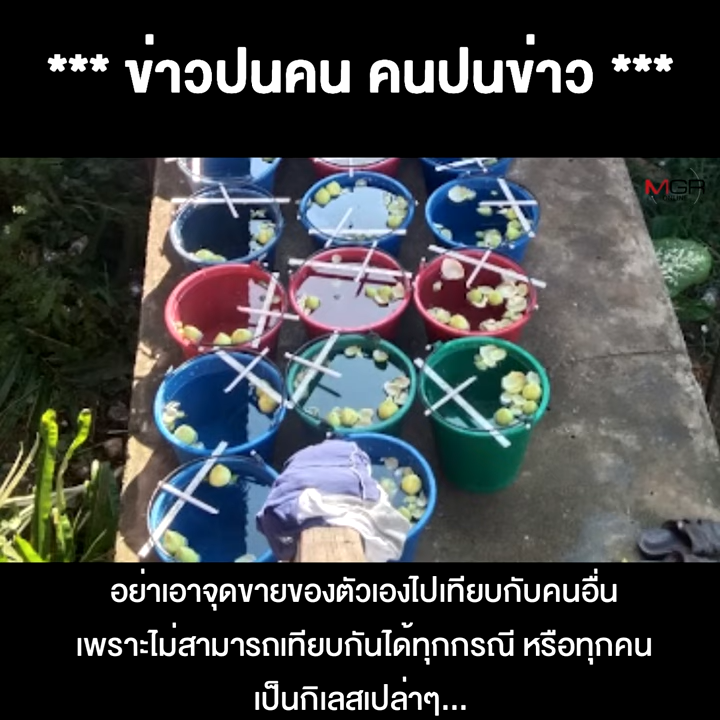 *** ข่าวปนคน คนปนข่าว ***
MGR
อย่าเอาจุดขายของตัวเองไปเทียบกับคนอื่น
เพราะไม่สามารถเทียบกันได้ทุกกรณี หรือทุกคน
เป็นกิเลสเปล่าๆ...